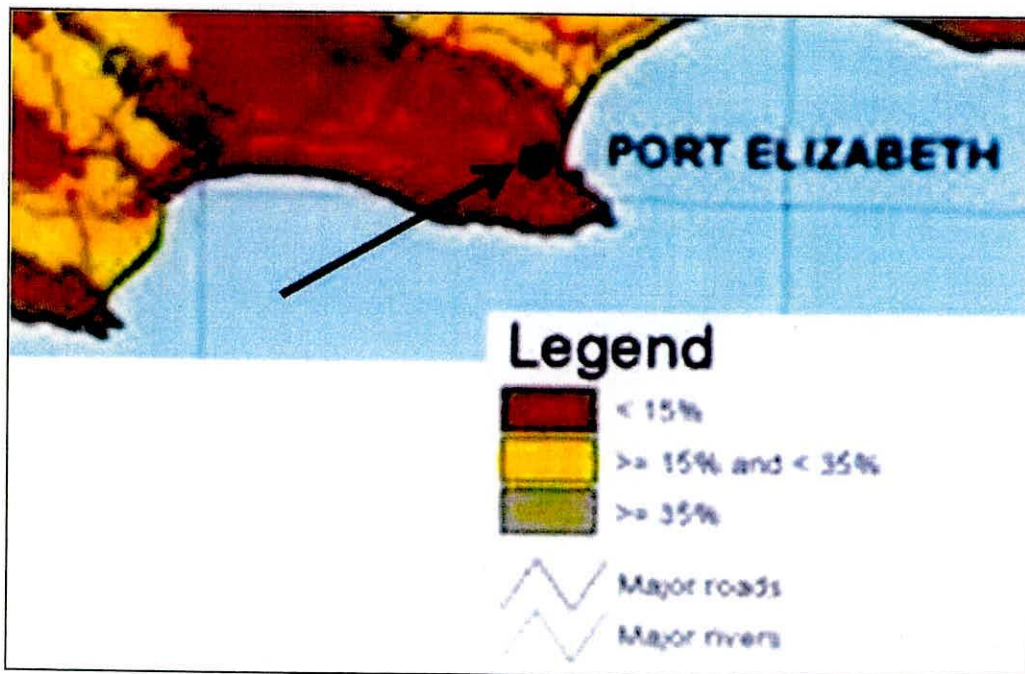 PORT ELIZABETH
Legend
< 15%
>= 15% and < 35%
>= 35%
Major roads
Major rivers